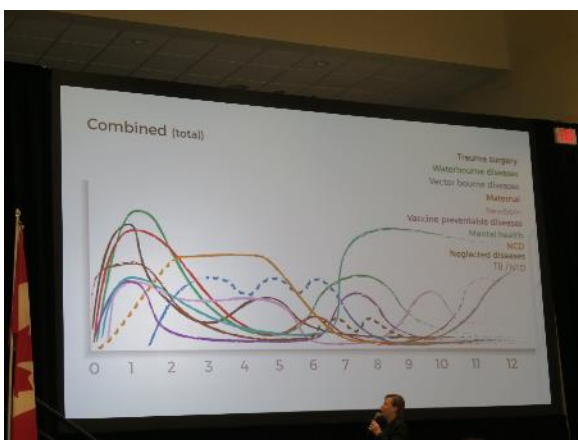 Combined (total)
Trauma surgery
Waterbourne diseases
Vector bourne diseases
Maternal
Newborn
Vaccine preventable diseases
Mental health
NCD
Neglected diseases
0 1 2 3 4 5 6 7 8 9 10 11 12